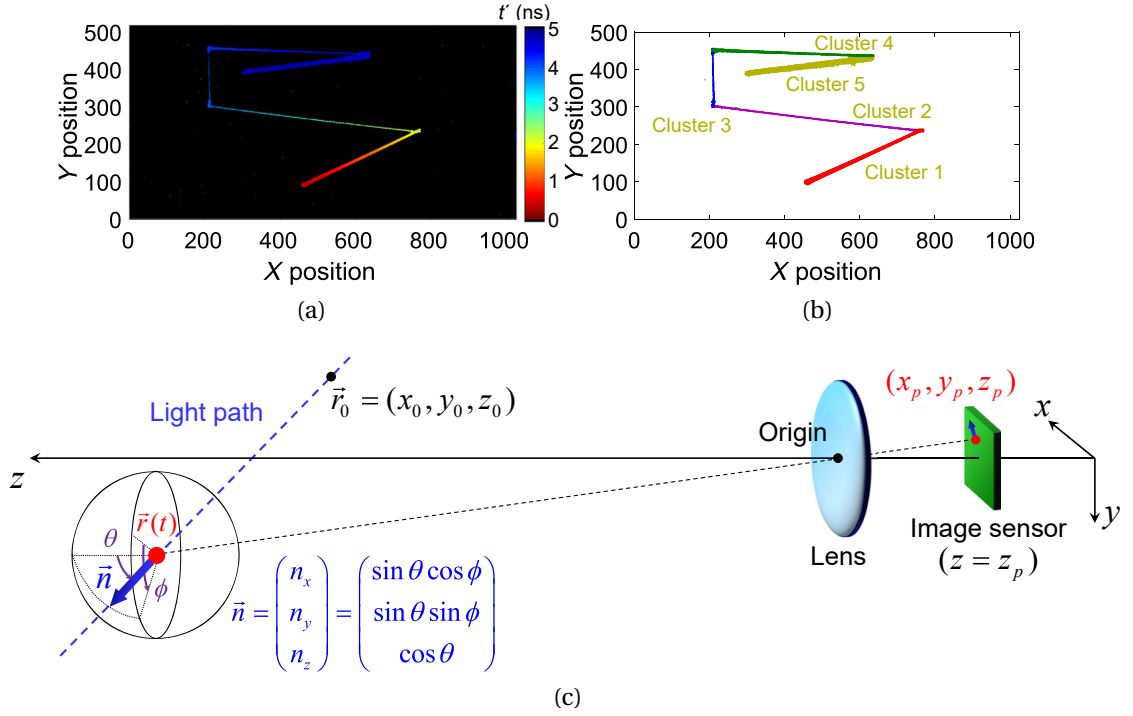 t′ (ns)
500
400
300
200
100
0
Y position
0
200
400
600
800
1000
X position
5
4
3
2
1
0
(a)
500
400
300
200
100
0
Y position
0
200
400
600
800
1000
X position
Cluster 4
Cluster 5
Cluster 2
Cluster 3
Cluster 1
(b)
Light path
r⃗₀ = (x₀, y₀, z₀)
(xₚ, yₚ, zₚ)
x
Origin
z
y
r⃗(t)
θ
n⃗
ϕ
n⃗ = (nₓ n_y n_z) = (sin θ cos ϕ sin θ sin ϕ cos θ)
Lens
Image sensor
(z = zₚ)
(c)